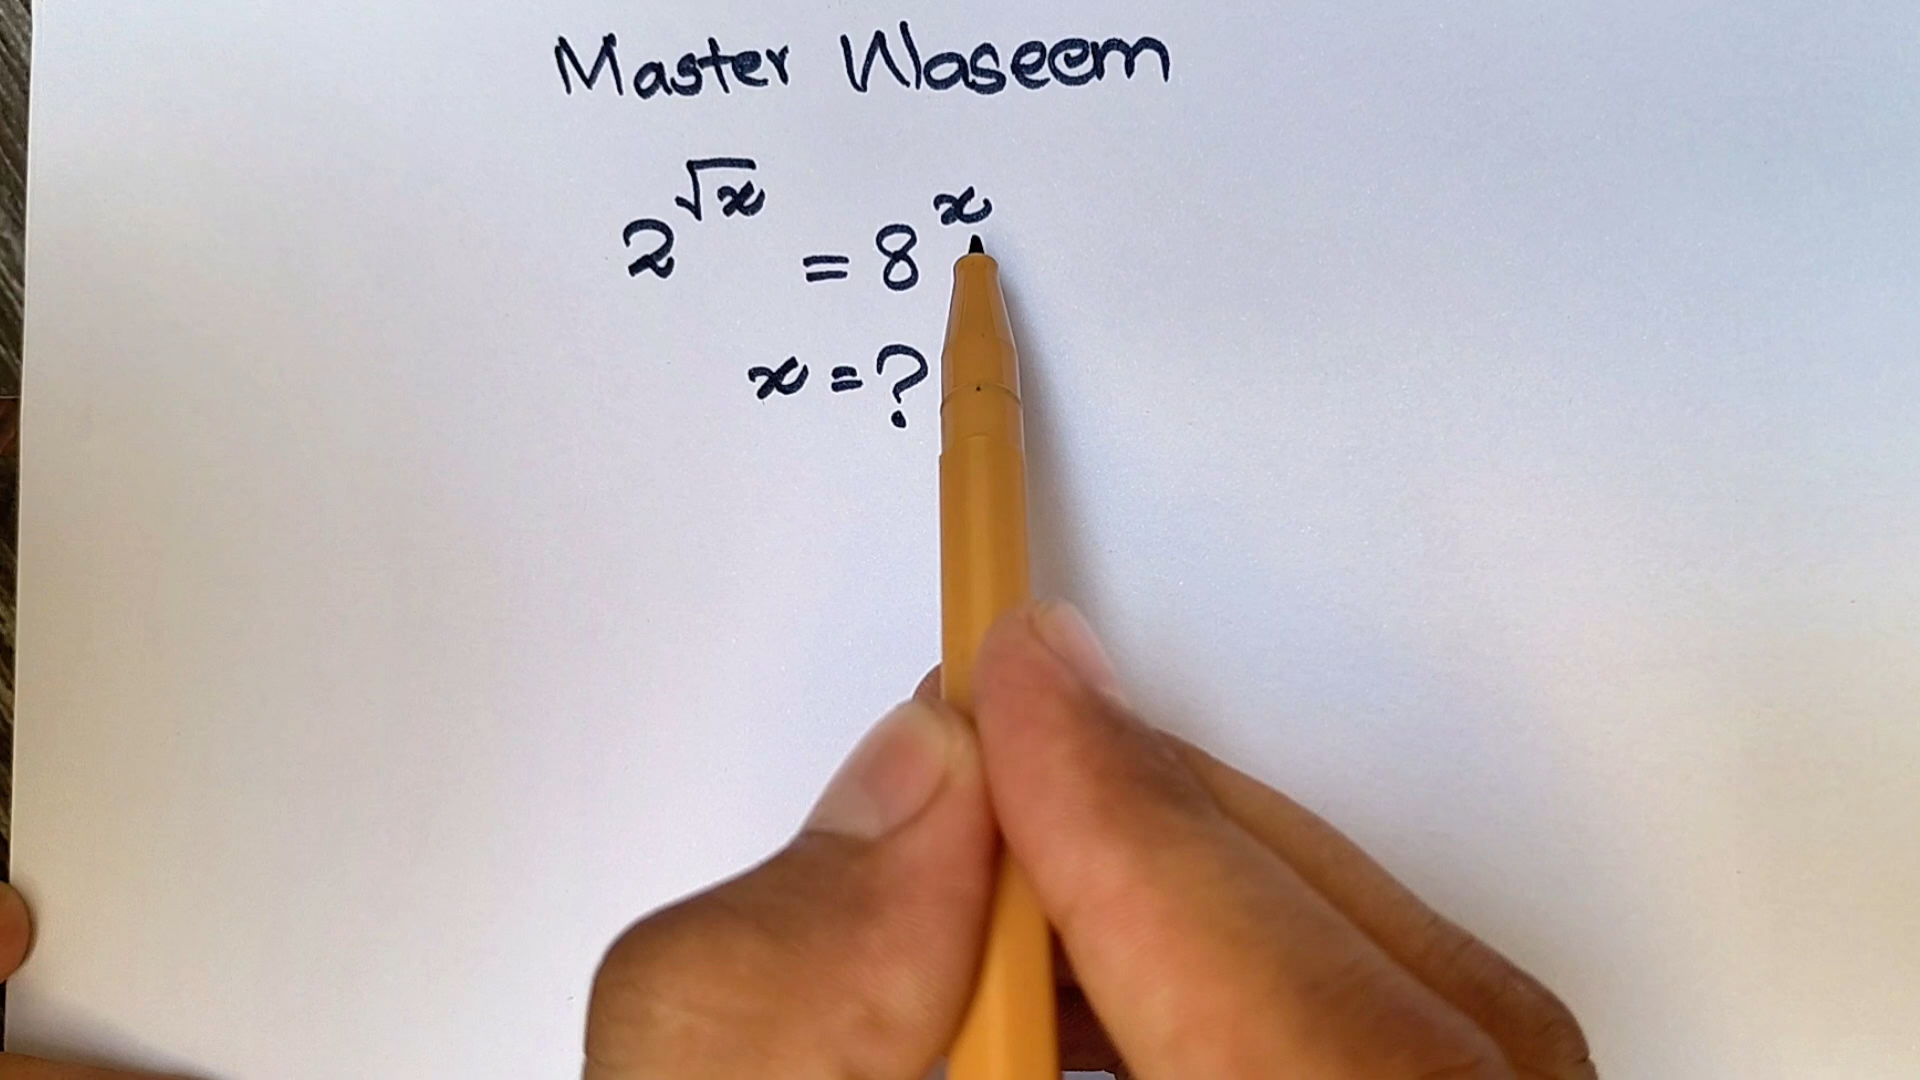 Master Waseem
2^√x = 8^x
x = ?